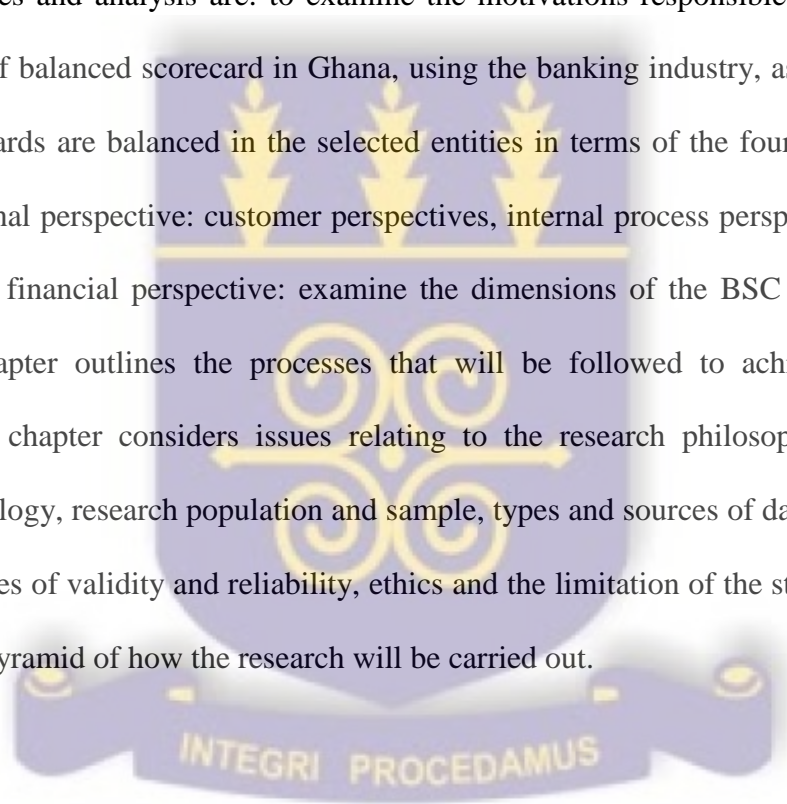 es and analysis are: to examine the motivations responsible
f balanced scorecard in Ghana, using the banking industry, as
ards are balanced in the selected entities in terms of the four
nal perspective: customer perspectives, internal process persp
financial perspective: examine the dimensions of the BSC
apter outlines the processes that will be followed to achi
chapter considers issues relating to the research philosop
logy, research population and sample, types and sources of da
es of validity and reliability, ethics and the limitation of the st
yramid of how the research will be carried out.
INTEGRI PROCEDAMUS